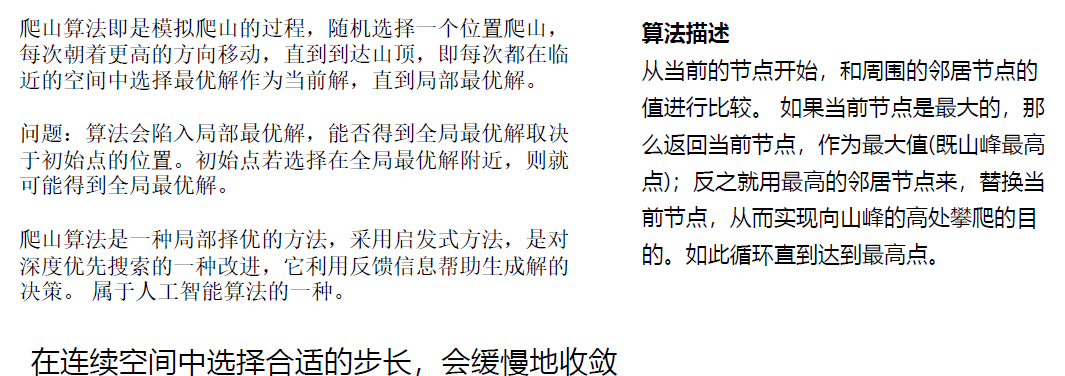 爬山算法即是模拟爬山的过程，随机选择一个位置爬山，
每次朝着更高的方向移动，直到到达山顶，即每次都在临
近的空间中选择最优解作为当前解，直到局部最优解。
问题：算法会陷入局部最优解，能否得到全局最优解取决
于初始点的位置。初始点若选择在全局最优解附近，则就
可能得到全局最优解。
爬山算法是一种局部择优的方法，采用启发式方法，是对
深度优先搜索的一种改进，它利用反馈信息帮助生成解的
决策。 属于人工智能算法的一种。
算法描述
从当前的节点开始，和周围的邻居节点的
值进行比较。 如果当前节点是最大的，那
么返回当前节点，作为最大值(既山峰最高
点)；反之就用最高的邻居节点来，替换当
前节点，从而实现向山峰的高处攀爬的目
的。如此循环直到达到最高点。
在连续空间中选择合适的步长，会缓慢地收敛